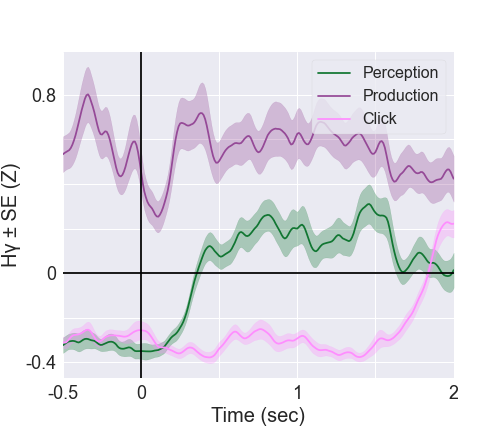 Perception
Production
Click
Hγ ± SE (Z)
0.8
0
-0.4
-0.5
0
1
2
Time (sec)